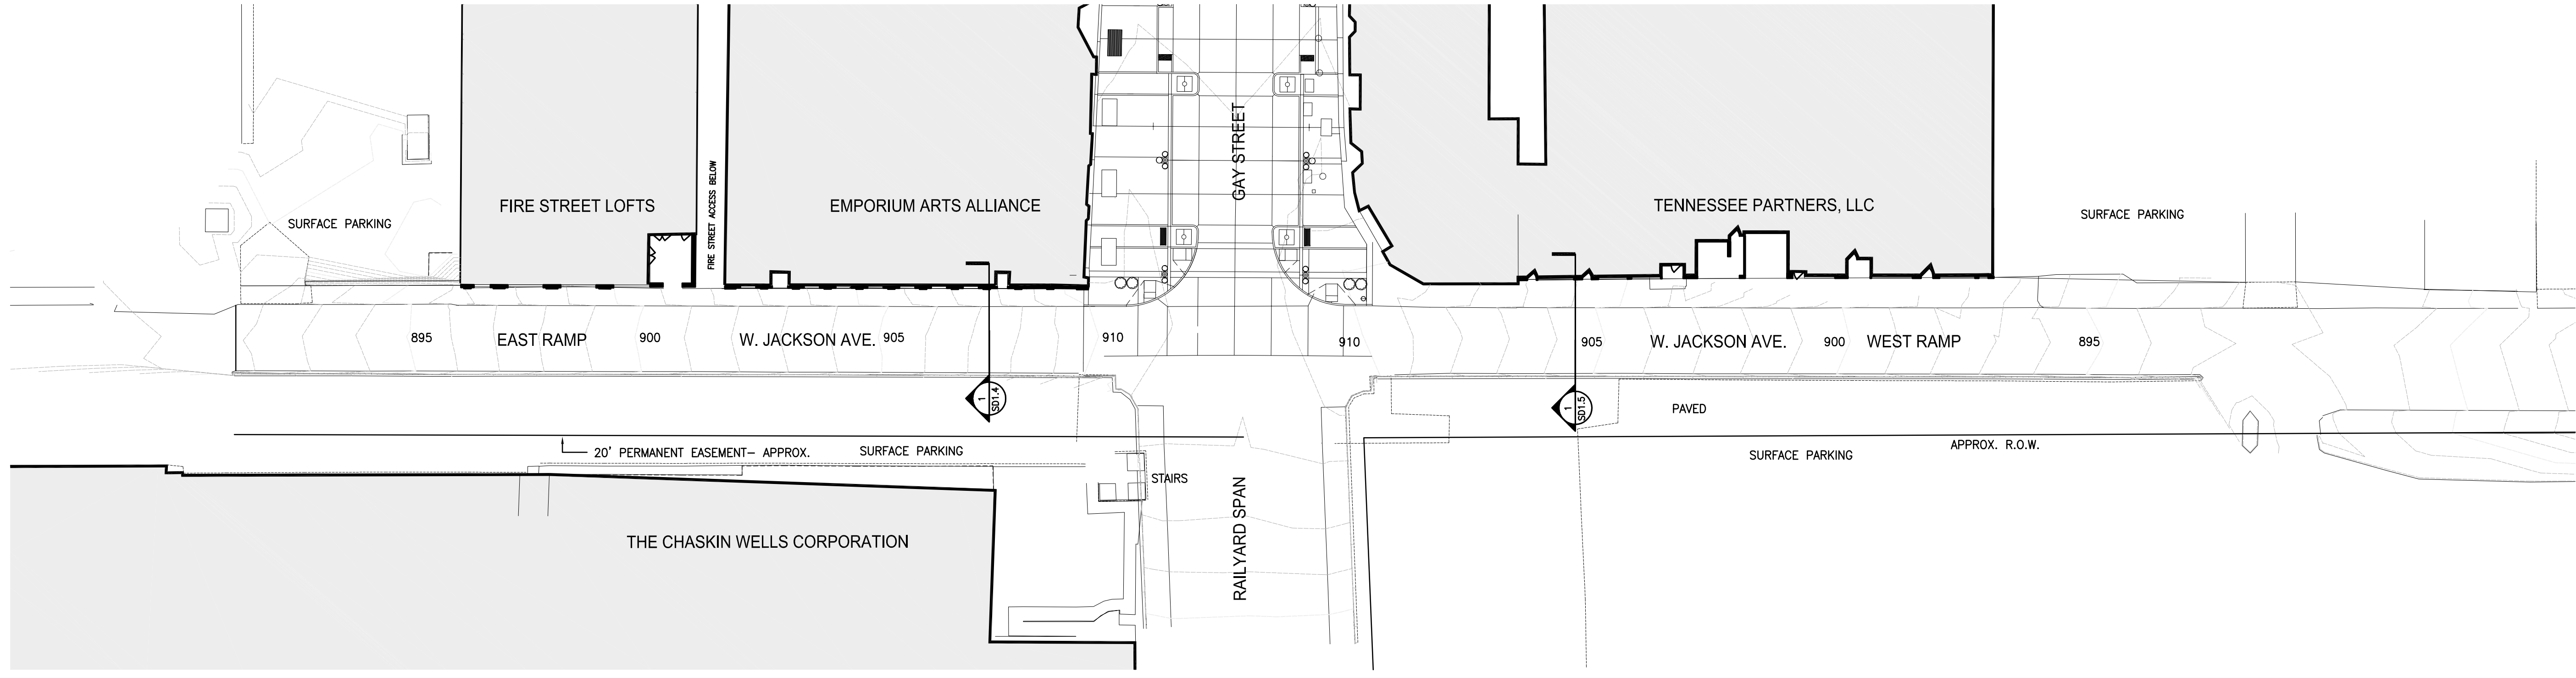 GAY STREET
FIRE STREET ACCESS BELOW
FIRE STREET LOFTS
EMPORIUM ARTS ALLIANCE
TENNESSEE PARTNERS, LLC
SURFACE PARKING
SURFACE PARKING
895
EAST RAMP
900
W. JACKSON AVE.
905
910
910
905
W. JACKSON AVE.
900
WEST RAMP
895
1
SD1.4
1
SD1.5
PAVED
20' PERMANENT EASEMENT- APPROX.
SURFACE PARKING
SURFACE PARKING
APPROX. R.O.W.
STAIRS
RAILYARD SPAN
THE CHASKIN WELLS CORPORATION